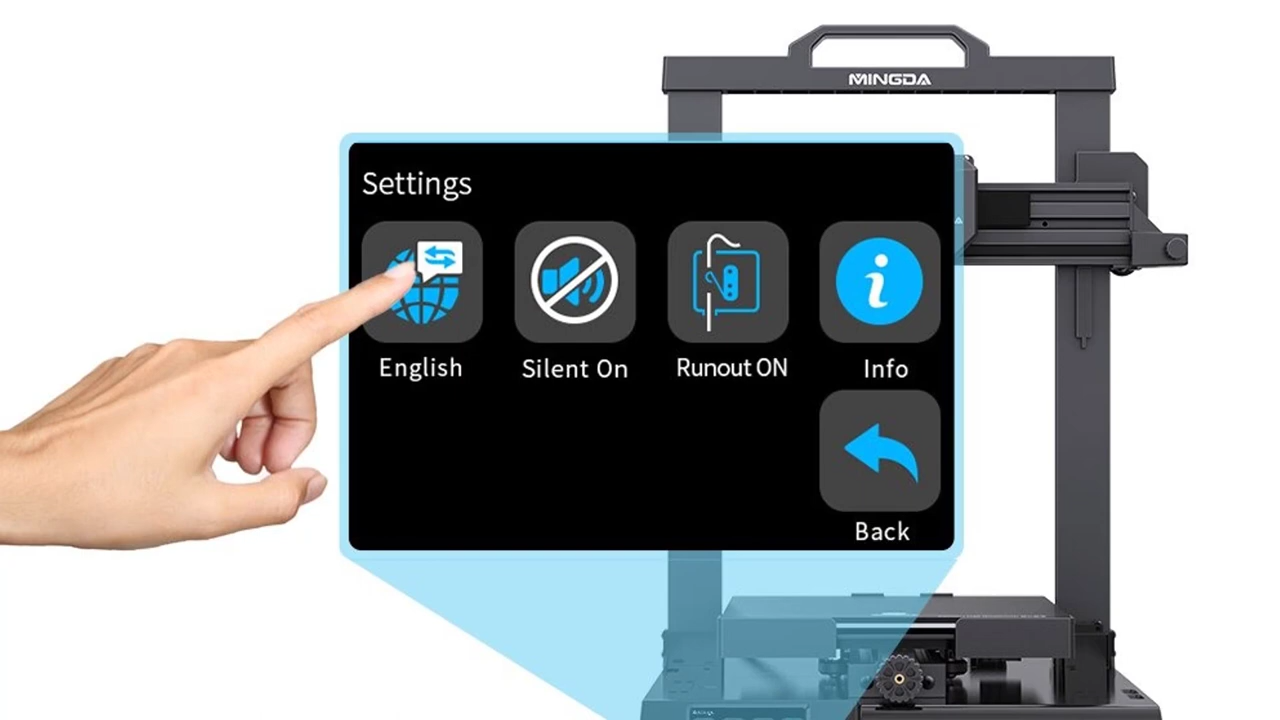 MINGDA
Settings
English
Silent On
Runout ON
Info
Back